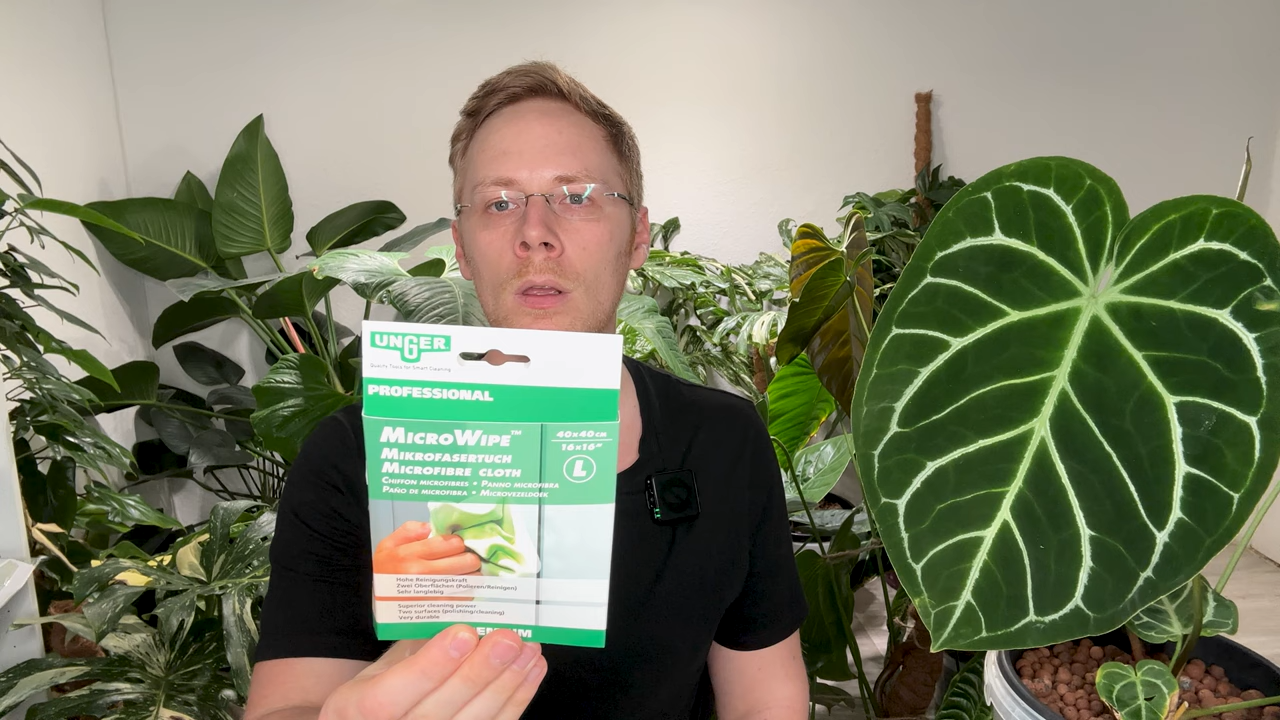 UNGER
Quality Tools for Smart Cleaning
PROFESSIONAL
MICROWIPE™
MIKROFASERTUCH
MICROFIBRE CLOTH
CHIFFON MICROFIBRES • PANNO MICROFIBRA
PAÑO DE MICROFIBRA • MICROVEZELDOEK
40x40CM
16x16"
L
Hohe Reinigungskraft
Zwei Oberflächen (Polieren/Reinigen)
Sehr langlebig
Superior cleaning power
Two surfaces (polishing/cleaning)
Very durable